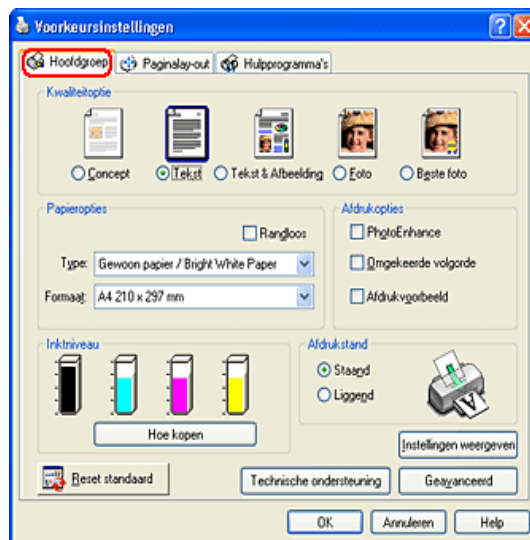 Voorkeursinstellingen
Hoofdgroep Paginalay-out Hulpprogramma's
Kwaliteitoptie
Concept Tekst Tekst & Afbeelding Foto Beste foto
Papieropties
Randloos
Type: Gewoon papier / Bright White Paper
Formaat: A4 210 x 297 mm
Afdrukopties
PhotoEnhance
Omgekeerde volgorde
Afdrukvoorbeeld
Inktniveau
Hoe kopen
Afdrukstand
Staand
Liggend
A
Instellingen weergeven
Reset standaard Technische ondersteuning Geavanceerd
OK Annuleren Help